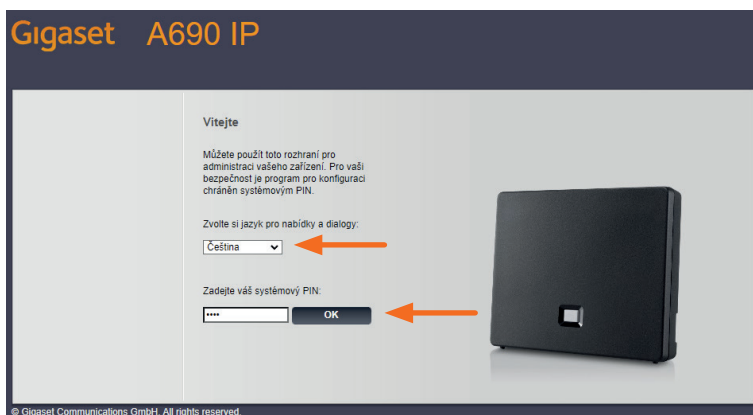 Gigaset A690 IP
Vitejte
Můžete použít toto rozhraní pro
administraci vašeho zařízení. Pro vaši
bezpečnost je program pro konfiguraci
chráněn systémovým PIN.
Zvolte si jazyk pro nabídky a dialogy:
Čeština
Zadejte váš systémový PIN:
•••• OK
© Gigaset Communications GmbH. All rights reserved.